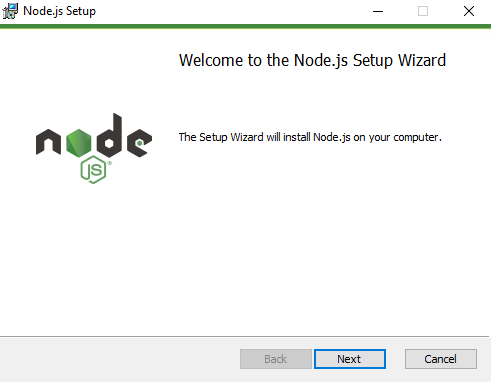 Node.js Setup
Welcome to the Node.js Setup Wizard
The Setup Wizard will install Node.js on your computer.
node
JS
Back
Next
Cancel